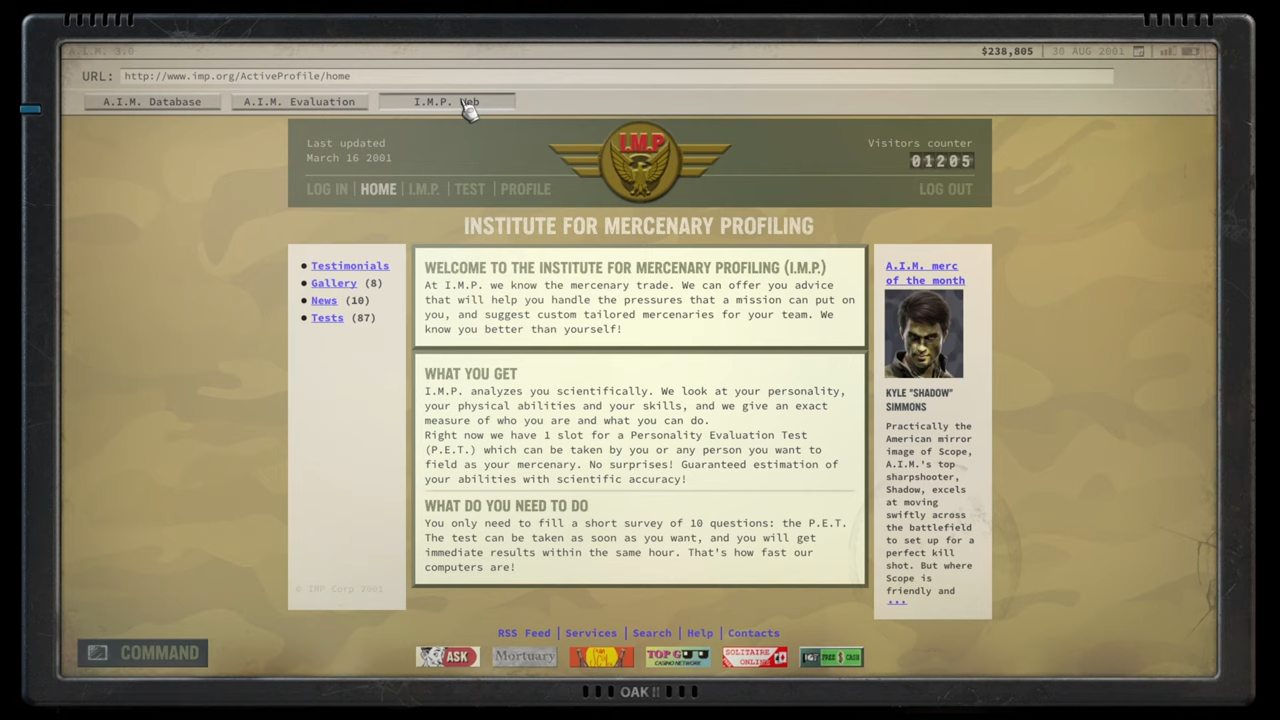 A.I.M. 3.0
$238,805 | 30 AUG 2001
URL: http://www.imp.org/ActiveProfile/home
A.I.M. Database
A.I.M. Evaluation
I.M.P. Web
Last updated
March 16 2001
I.M.P
Visitors counter
01205
LOG IN | HOME | I.M.P. | TEST | PROFILE
LOG OUT
INSTITUTE FOR MERCENARY PROFILING
Testimonials
Gallery (8)
News (10)
Tests (87)
© IMP Corp 2001
WELCOME TO THE INSTITUTE FOR MERCENARY PROFILING (I.M.P.)
At I.M.P. we know the mercenary trade. We can offer you advice
that will help you handle the pressures that a mission can put on
you, and suggest custom tailored mercenaries for your team. We
know you better than yourself!
WHAT YOU GET
I.M.P. analyzes you scientifically. We look at your personality,
your physical abilities and your skills, and we give an exact
measure of who you are and what you can do.
Right now we have 1 slot for a Personality Evaluation Test
(P.E.T.) which can be taken by you or any person you want to
field as your mercenary. No surprises! Guaranteed estimation of
your abilities with scientific accuracy!
WHAT DO YOU NEED TO DO
You only need to fill a short survey of 10 questions: the P.E.T.
The test can be taken as soon as you want, and you will get
immediate results within the same hour. That's how fast our
computers are!
A.I.M. merc
of the month
KYLE "SHADOW"
SIMMONS
Practically the
American mirror
image of Scope,
A.I.M.'s top
sharpshooter,
Shadow, excels
at moving
swiftly across
the battlefield
to set up for a
perfect kill
shot. But where
Scope is
friendly and
...
RSS Feed | Services | Search | Help | Contacts
ASK
Mortuary
TOP G
CASINO NETWORK
SOLITAIRE
ONLINE
FREE $ CASH
COMMAND
OAK II